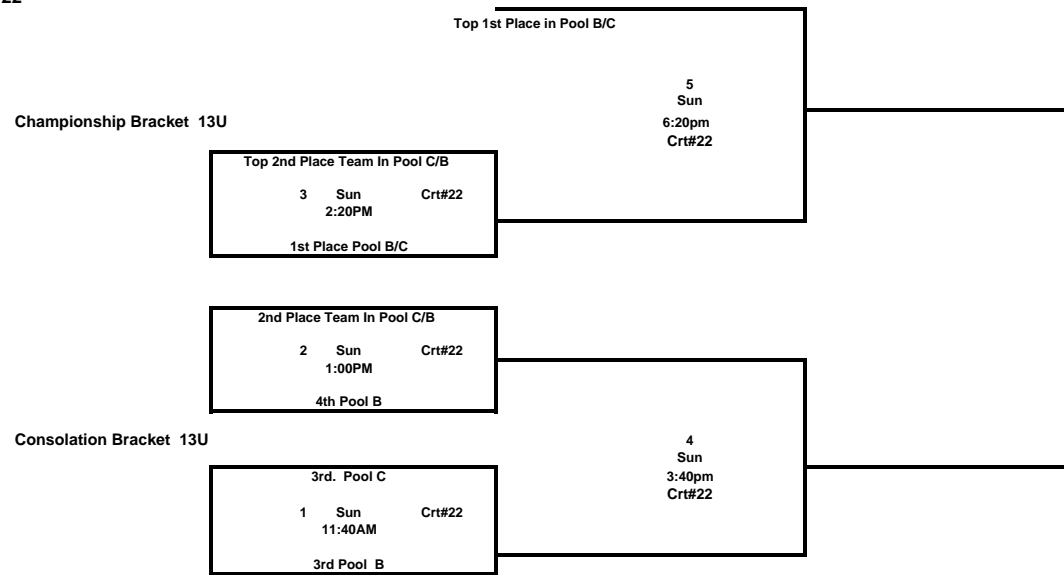 22
Top 1st Place in Pool B/C
5
Sun
Championship Bracket 13U
6:20pm
Crt#22
Top 2nd Place Team In Pool C/B
3 Sun Crt#22
2:20PM
1st Place Pool B/C
2nd Place Team In Pool C/B
2 Sun Crt#22
1:00PM
4th Pool B
Consolation Bracket 13U
4
Sun
3:40pm
Crt#22
3rd. Pool C
1 Sun Crt#22
11:40AM
3rd Pool B